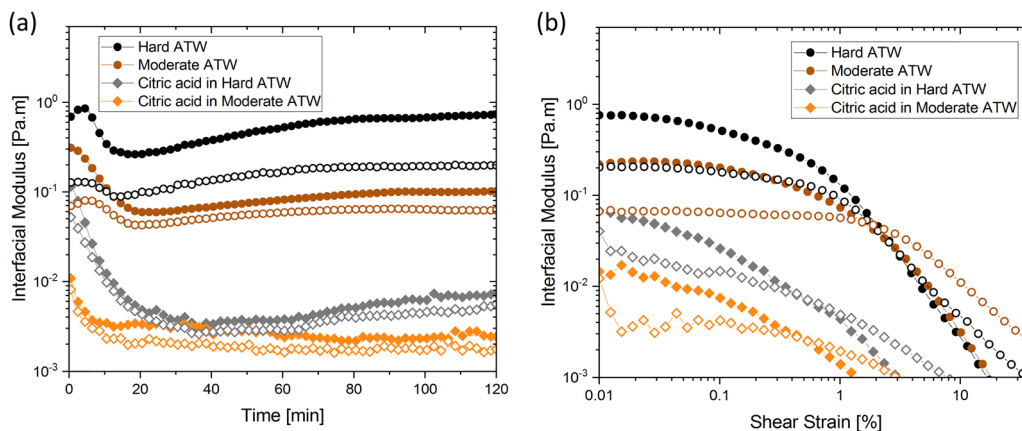 (a)
Hard ATW
Moderate ATW
Citric acid in Hard ATW
Citric acid in Moderate ATW
Interfacial Modulus [Pa.m]
10⁰
10⁻¹
10⁻²
10⁻³
0 20 40 60 80 100 120
Time [min]
(b)
Hard ATW
Moderate ATW
Citric acid in Hard ATW
Citric acid in Moderate ATW
Interfacial Modulus [Pa.m]
10⁰
10⁻¹
10⁻²
10⁻³
0.01 0.1 1 10
Shear Strain [%]